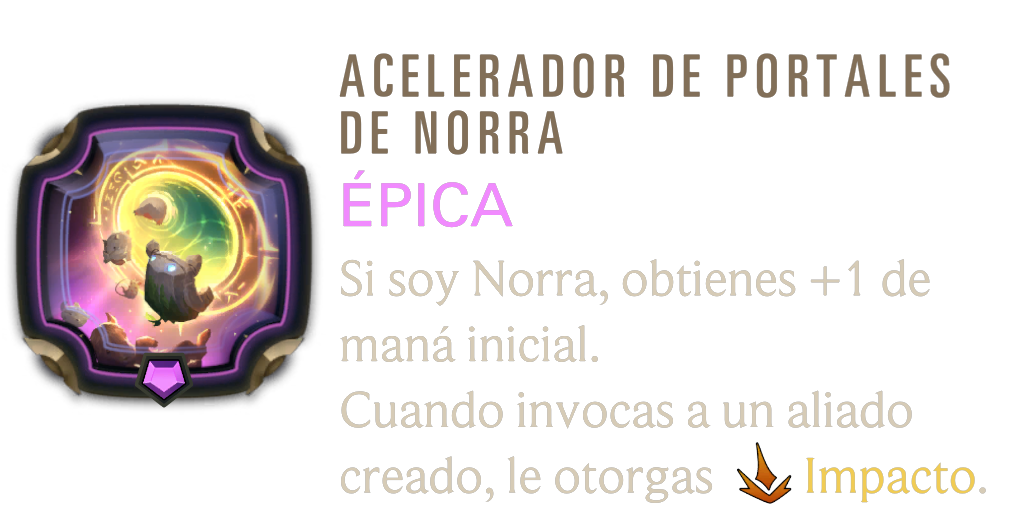 ACELERADOR DE PORTALES
DE NORRA
ÉPICA
Si soy Norra, obtienes +1 de
maná inicial.
Cuando invocas a un aliado
creado, le otorgas Impacto.